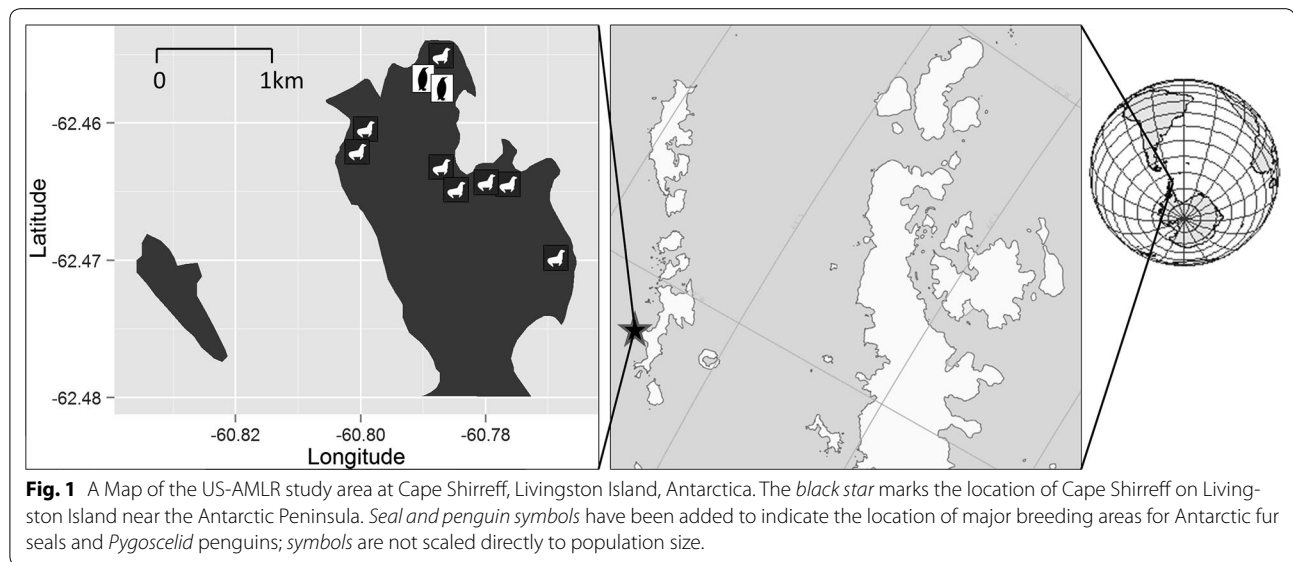 0 1km
-62.46
-62.47
-62.48
Latitude
-60.82 -60.80 -60.78
Longitude
Fig. 1 A Map of the US-AMLR study area at Cape Shirreff, Livingston Island, Antarctica. The black star marks the location of Cape Shirreff on Living-
ston Island near the Antarctic Peninsula. Seal and penguin symbols have been added to indicate the location of major breeding areas for Antarctic fur
seals and Pygoscelid penguins; symbols are not scaled directly to population size.